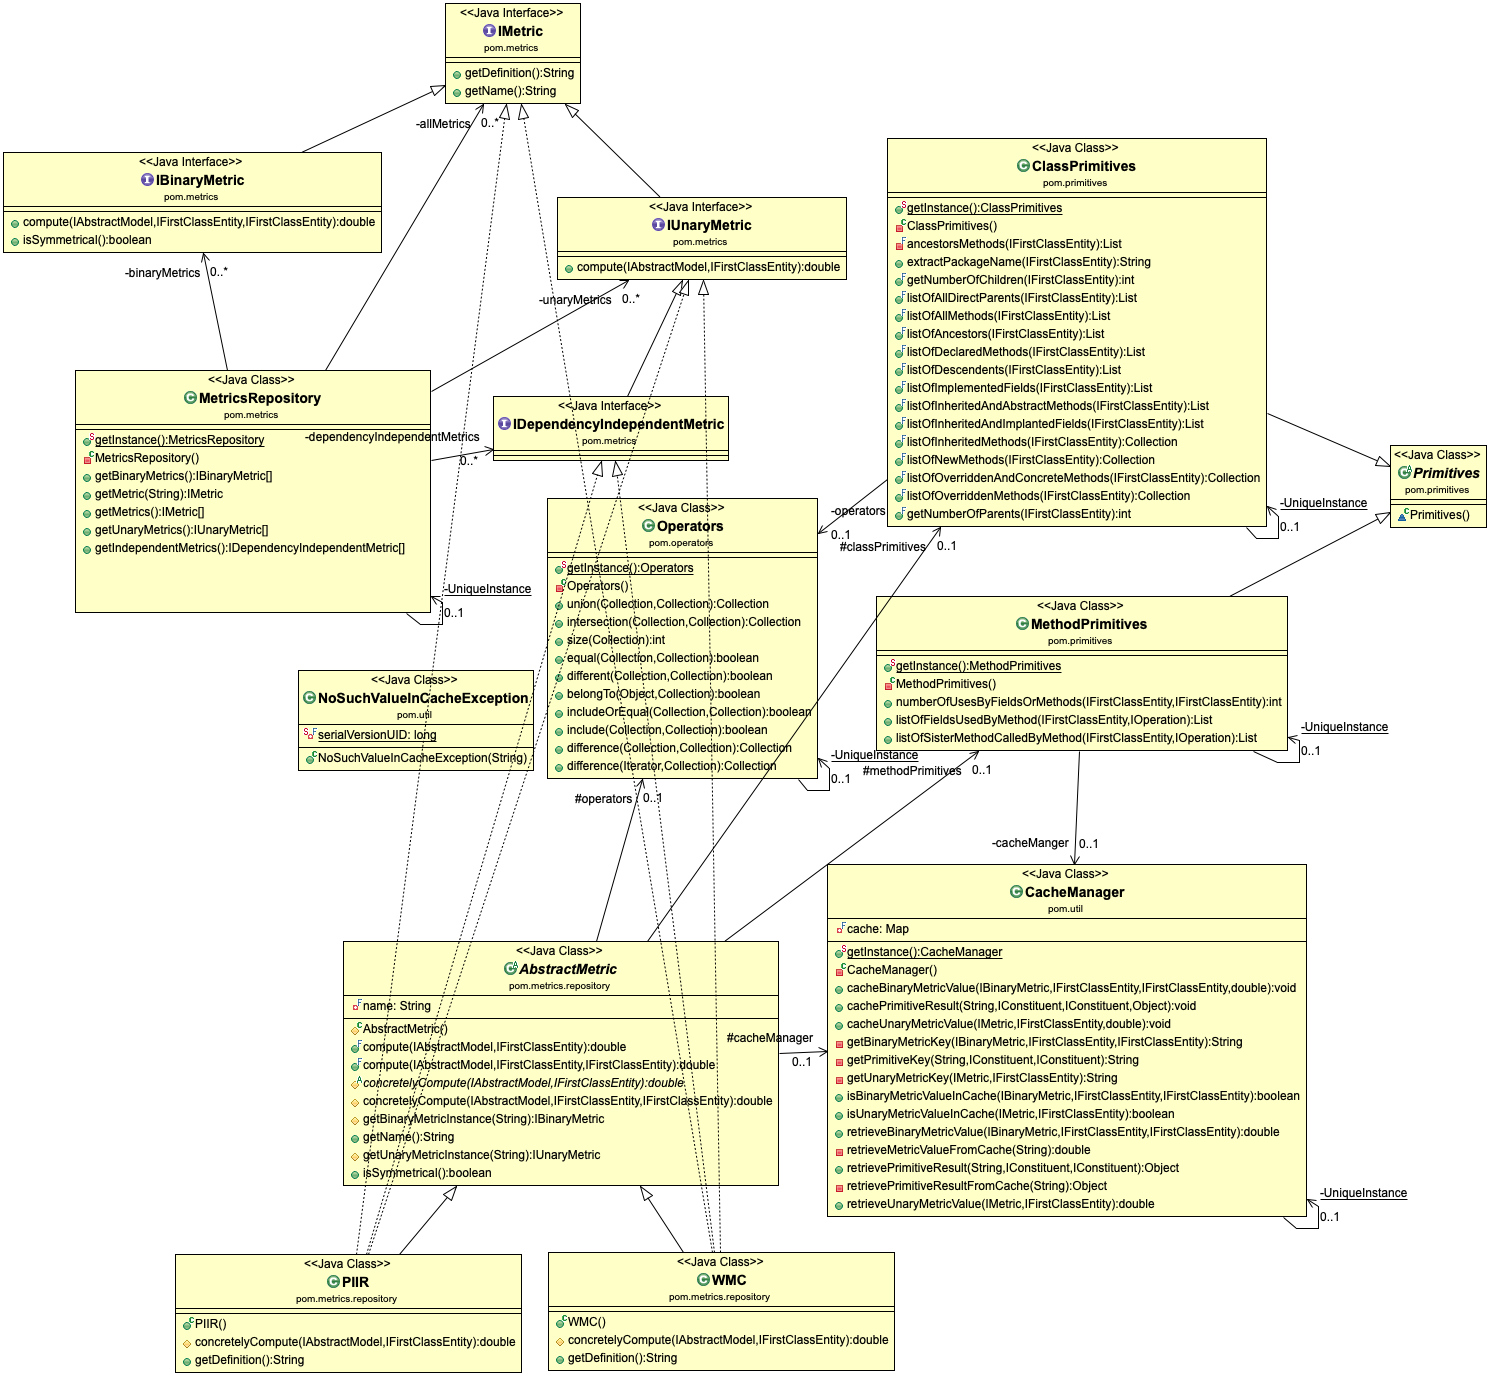 <<Java Interface>>
IMetric
pom.metrics
getDefinition():String
getName():String
-allMetrics
0..*
<<Java Interface>>
IBinaryMetric
pom.metrics
compute(IAbstractModel,IFirstClassEntity,IFirstClassEntity):double
isSymmetrical():boolean
-binaryMetrics
0..*
<<Java Interface>>
IUnaryMetric
pom.metrics
compute(IAbstractModel,IFirstClassEntity):double
-unaryMetrics
0..*
<<Java Class>>
ClassPrimitives
pom.primitives
getInstance():ClassPrimitives
ClassPrimitives()
ancestorsMethods(IFirstClassEntity):List
extractPackageName(IFirstClassEntity):String
getNumberOfChildren(IFirstClassEntity):int
listOfAllDirectParents(IFirstClassEntity):List
listOfAllMethods(IFirstClassEntity):List
listOfAncestors(IFirstClassEntity):List
listOfDeclaredMethods(IFirstClassEntity):List
listOfDescendents(IFirstClassEntity):List
listOfImplementedFields(IFirstClassEntity):List
listOfInheritedAndAbstractMethods(IFirstClassEntity):List
listOfInheritedAndImplantedFields(IFirstClassEntity):List
listOfInheritedMethods(IFirstClassEntity):Collection
listOfNewMethods(IFirstClassEntity):Collection
listOfOverriddenAndConcreteMethods(IFirstClassEntity):Collection
listOfOverriddenMethods(IFirstClassEntity):Collection
getNumberOfParents(IFirstClassEntity):int
-UniqueInstance
0..1
<<Java Class>>
Primitives
pom.primitives
Primitives()
<<Java Class>>
MetricsRepository
pom.metrics
getInstance():MetricsRepository
MetricsRepository()
getBinaryMetrics():IBinaryMetric[]
getMetric(String):IMetric
getMetrics():IMetric[]
getUnaryMetrics():IUnaryMetric[]
getIndependentMetrics():IDependencyIndependentMetric[]
-UniqueInstance
0..1
-dependencyIndependentMetrics
0..*
<<Java Interface>>
IDependencyIndependentMetric
pom.metrics
<<Java Class>>
Operators
pom.operators
getInstance():Operators
Operators()
union(Collection,Collection):Collection
intersection(Collection,Collection):Collection
size(Collection):int
equal(Collection,Collection):boolean
different(Collection,Collection):boolean
belongTo(Object,Collection):boolean
includeOrEqual(Collection,Collection):boolean
include(Collection,Collection):boolean
difference(Collection,Collection):Collection
difference(Iterator,Collection):Collection
-UniqueInstance
0..1
-operators
0..1
#classPrimitives
0..1
<<Java Class>>
MethodPrimitives
pom.primitives
getInstance():MethodPrimitives
MethodPrimitives()
numberOfUsesByFieldsOrMethods(IFirstClassEntity,IFirstClassEntity):int
listOfFieldsUsedByMethod(IFirstClassEntity,IOperation):List
listOfSisterMethodCalledByMethod(IFirstClassEntity,IOperation):List
-UniqueInstance
0..1
#methodPrimitives
0..1
<<Java Class>>
NoSuchValueInCacheException
pom.util
serialVersionUID: long
NoSuchValueInCacheException(String)
#operators
0..1
-cacheManger
0..1
<<Java Class>>
CacheManager
pom.util
cache: Map
getInstance():CacheManager
CacheManager()
cacheBinaryMetricValue(IBinaryMetric,IFirstClassEntity,IFirstClassEntity,double):void
cachePrimitiveResult(String,IConstituent,IConstituent,Object):void
cacheUnaryMetricValue(IMetric,IFirstClassEntity,double):void
getBinaryMetricKey(IBinaryMetric,IFirstClassEntity,IFirstClassEntity):String
getPrimitiveKey(String,IConstituent,IConstituent):String
getUnaryMetricKey(IMetric,IFirstClassEntity):String
isBinaryMetricValueInCache(IBinaryMetric,IFirstClassEntity,IFirstClassEntity):boolean
isUnaryMetricValueInCache(IMetric,IFirstClassEntity):boolean
retrieveBinaryMetricValue(IBinaryMetric,IFirstClassEntity,IFirstClassEntity):double
retrieveMetricValueFromCache(String):double
retrievePrimitiveResult(String,IConstituent,IConstituent):Object
retrievePrimitiveResultFromCache(String):Object
retrieveUnaryMetricValue(IMetric,IFirstClassEntity):double
-UniqueInstance
0..1
<<Java Class>>
AbstractMetric
pom.metrics.repository
name: String
AbstractMetric()
compute(IAbstractModel,IFirstClassEntity):double
compute(IAbstractModel,IFirstClassEntity,IFirstClassEntity):double
concretelyCompute(IAbstractModel,IFirstClassEntity):double
concretelyCompute(IAbstractModel,IFirstClassEntity,IFirstClassEntity):double
getBinaryMetricInstance(String):IBinaryMetric
getName():String
getUnaryMetricInstance(String):IUnaryMetric
isSymmetrical():boolean
#cacheManager
0..1
<<Java Class>>
PIIR
pom.metrics.repository
PIIR()
concretelyCompute(IAbstractModel,IFirstClassEntity):double
getDefinition():String
<<Java Class>>
WMC
pom.metrics.repository
WMC()
concretelyCompute(IAbstractModel,IFirstClassEntity):double
getDefinition():String